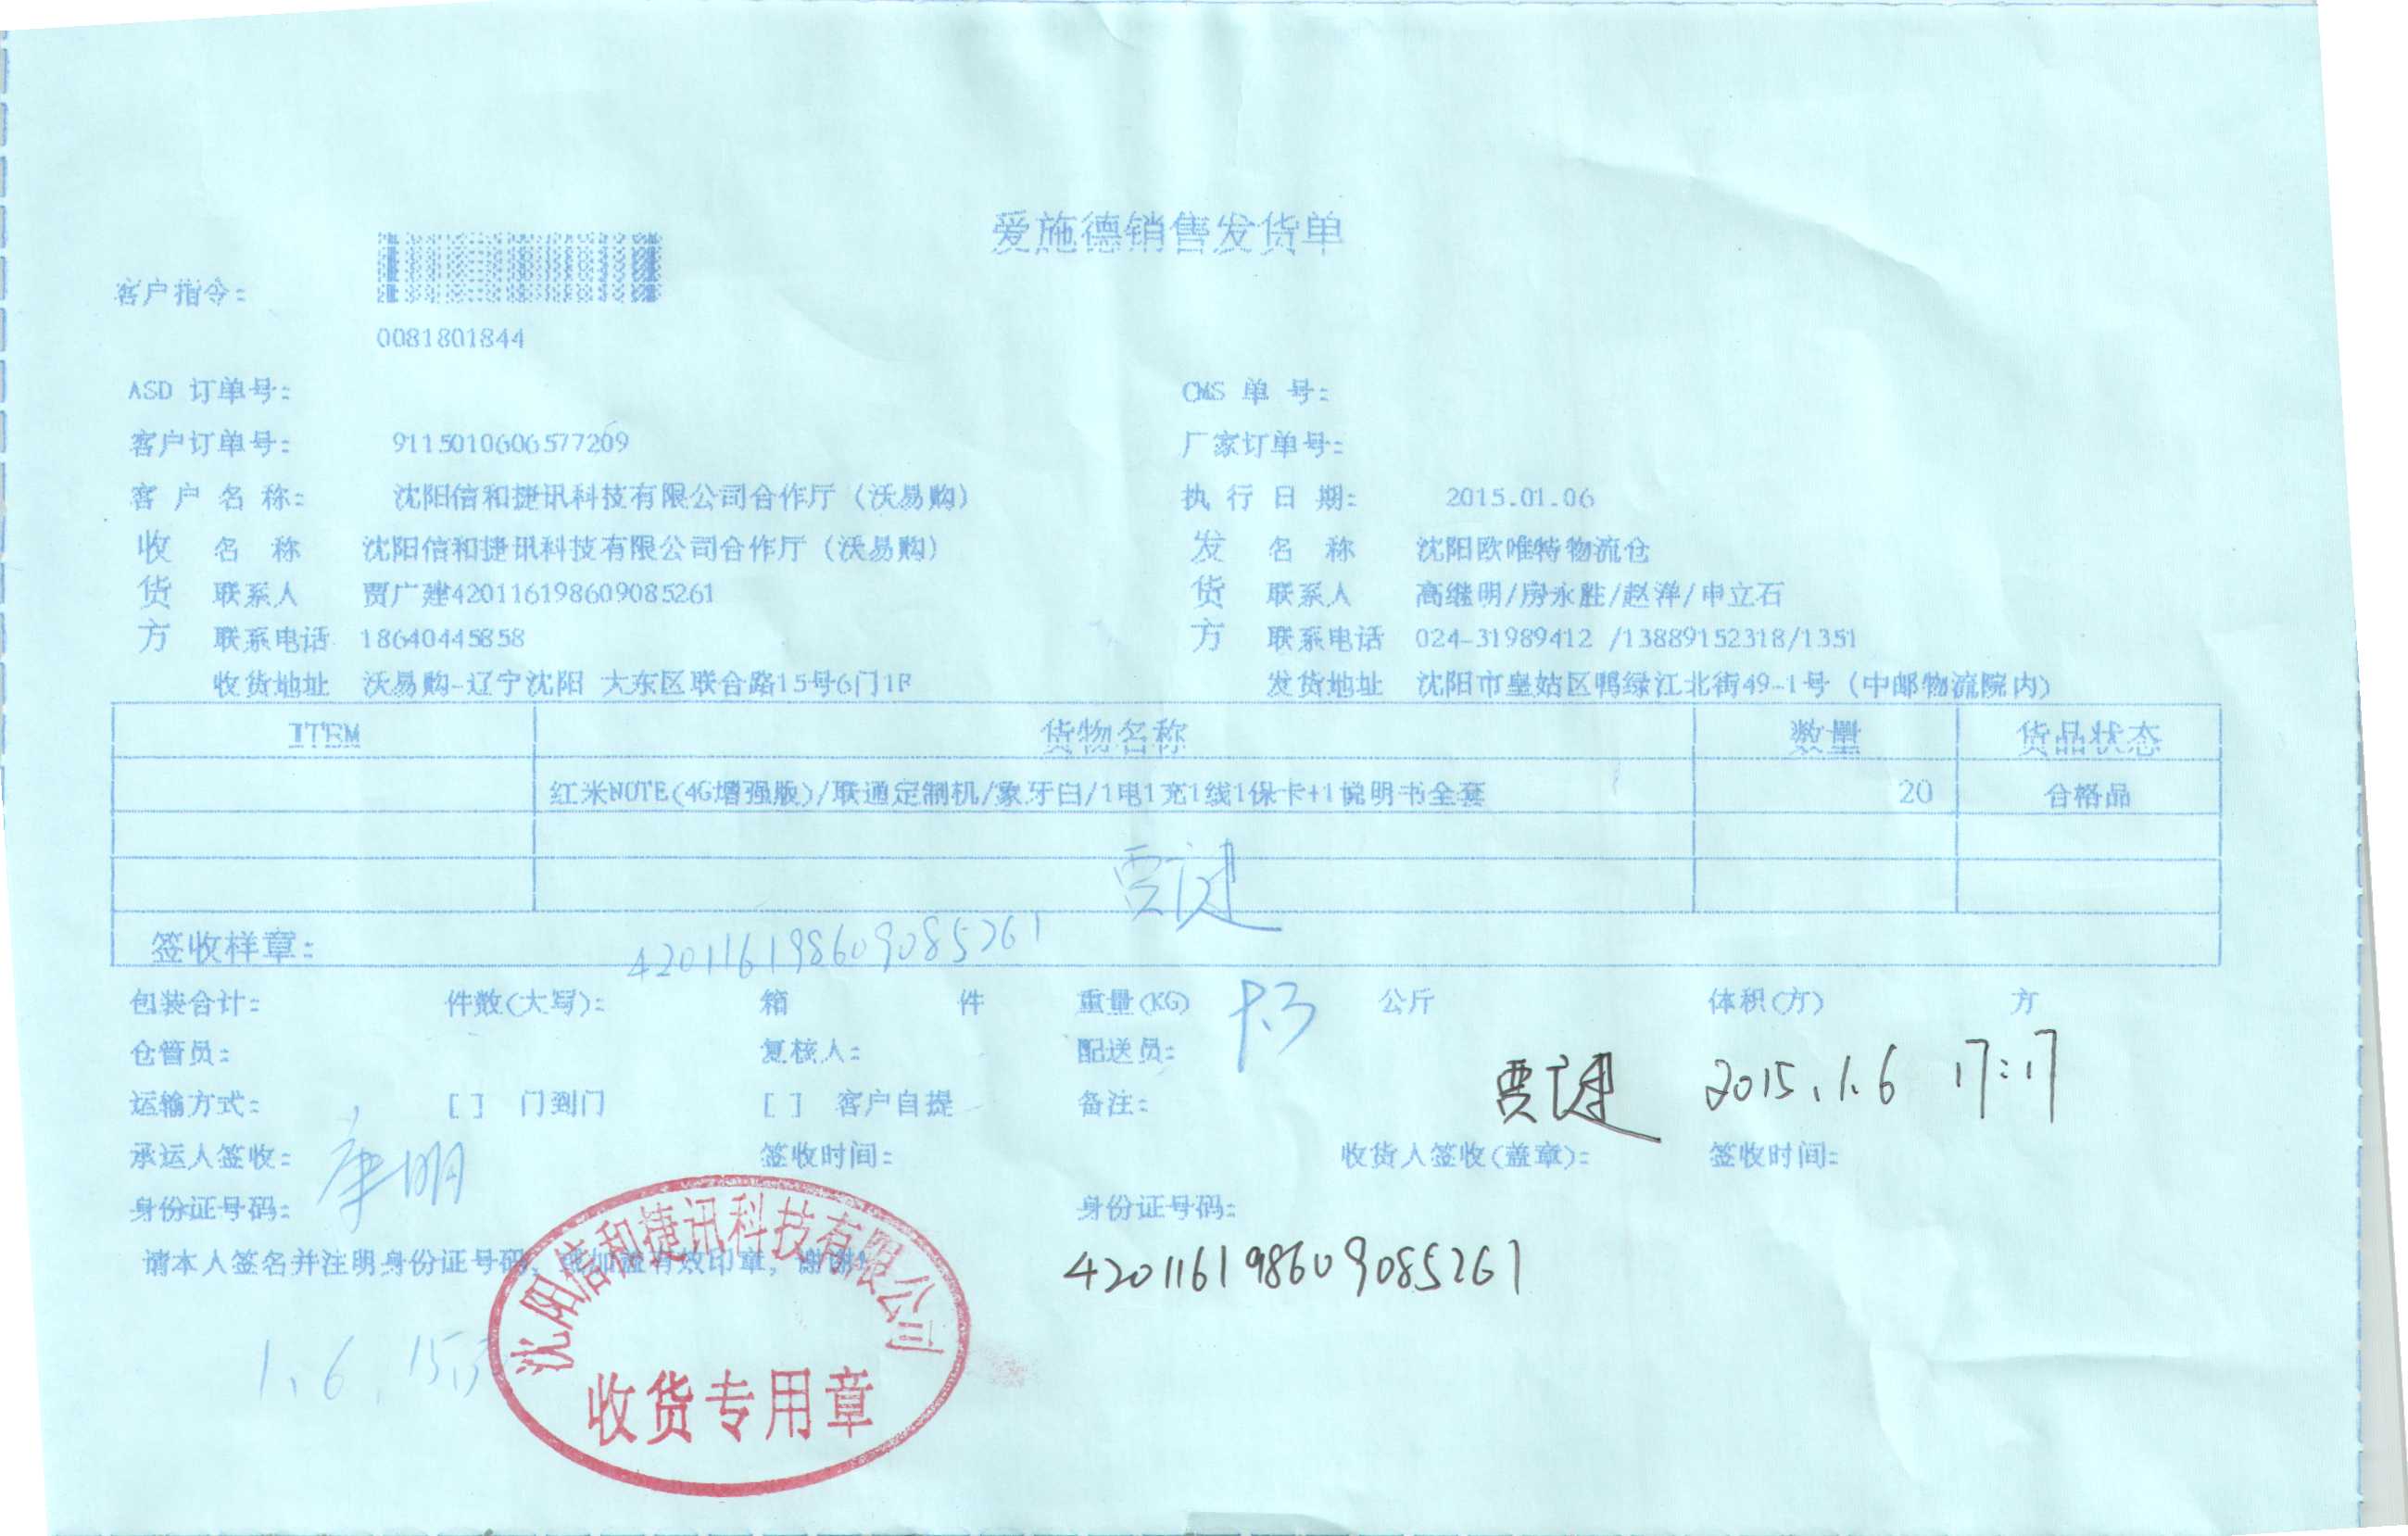 爱施德销售发货单
客户指令:
0081801844
ASD 订单号: CMS 单 号:
客户订单号: 9115010606577209 厂家订单号:
客 户 名 称: 沈阳信和捷讯科技有限公司合作厅（沃易购） 执 行 日 期: 2015.01.06
收 名 称 沈阳信和捷讯科技有限公司合作厅（沃易购） 发 名 称 沈阳欧唯特物流仓
货 联系人 贾广建420116198609085261 货 联系人 高继明/房永胜/赵洋/申立石
方 联系电话 18640445858 方 联系电话 024-31989412 /13889152318/1351
收货地址 沃易购-辽宁沈阳 大东区联合路15号6门1F 发货地址 沈阳市皇姑区鸭绿江北街49-1号（中邮物流院内）
ITEM 货物名称 数量 货品状态
红米NOTE(4G增强版)/联通定制机/象牙白/1电1充1线1保卡+1说明书全套 20 合格品
贾广建
签收样章: 420116198609085261
包装合计: 件数(大写): 箱 件 重量(KG) 公斤 体积(方) 方
仓管员: 复核人: 配送员:
贾广建 2015.1.6 17:17
运输方式: [ ] 门到门 [ ] 客户自提 备注:
承运人签收: 签收时间: 收货人签收(盖章): 签收时间:
身份证号码: 身份证号码:
请本人签名并注明身份证号码，或加盖有效印章，谢谢!
420116198609085261
沈阳信和捷讯科技有限公司
收货专用章
1.6.